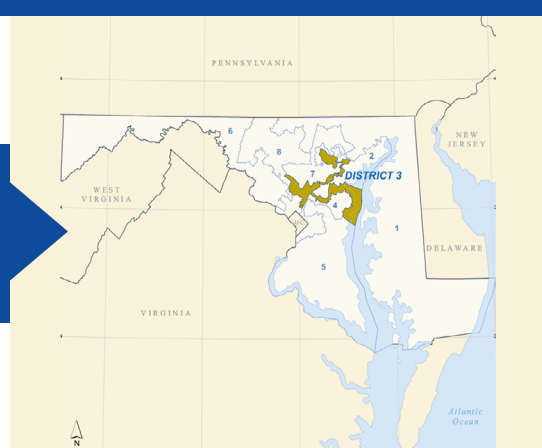 PENNSYLVANIA
NEW
JERSEY
6
8
2
7
DISTRICT 3
WEST
VIRGINIA
4
D.C.
1
DELAWARE
5
VIRGINIA
Atlantic
Ocean
N